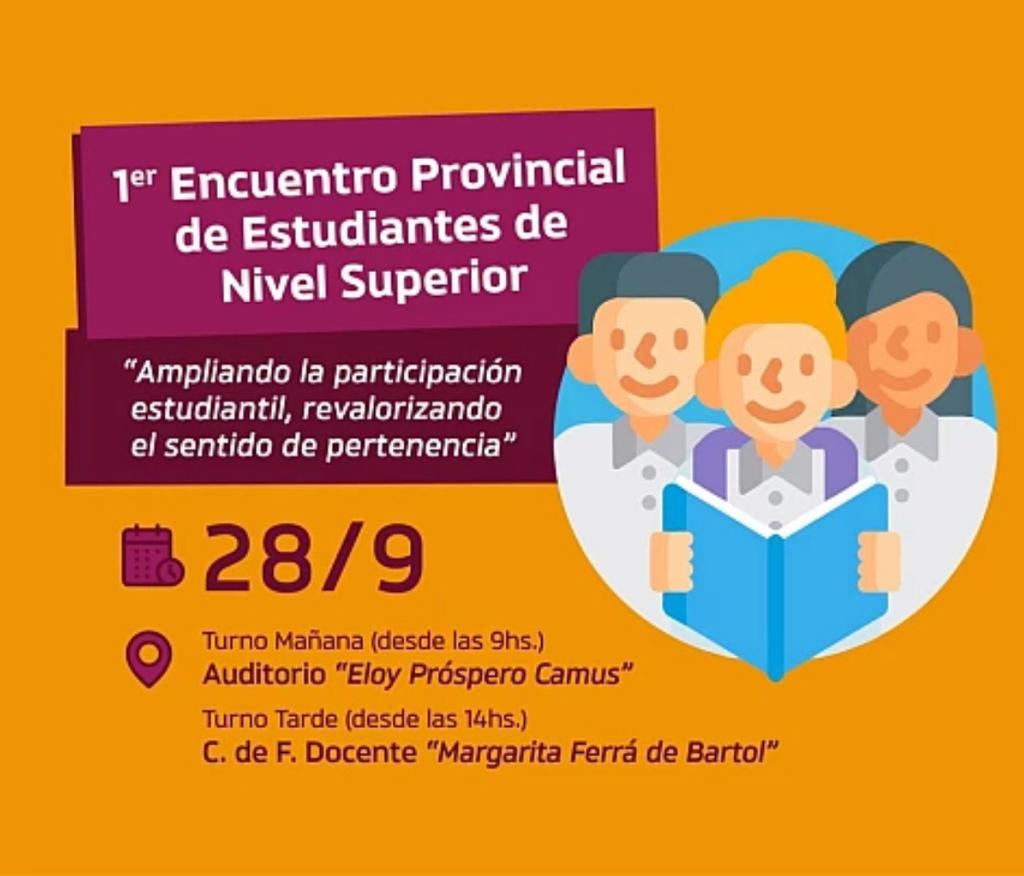 1er Encuentro Provincial
de Estudiantes de
Nivel Superior
"Ampliando la participación
estudiantil, revalorizando
el sentido de pertenencia"
28/9
Turno Mañana (desde las 9hs.)
Auditorio "Eloy Próspero Camus"
Turno Tarde (desde las 14hs.)
C. de F. Docente "Margarita Ferrá de Bartol"